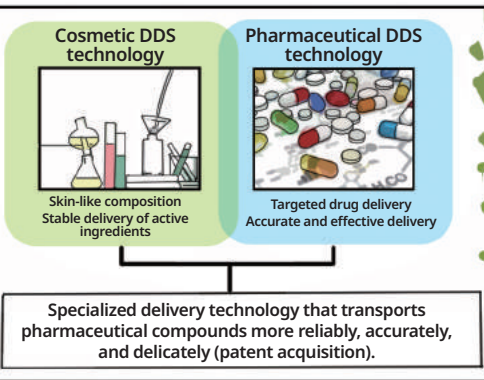 Cosmetic DDS
technology
Pharmaceutical DDS
technology
Skin-like composition
Stable delivery of active
ingredients
Targeted drug delivery
Accurate and effective delivery
Specialized delivery technology that transports
pharmaceutical compounds more reliably, accurately,
and delicately (patent acquisition).